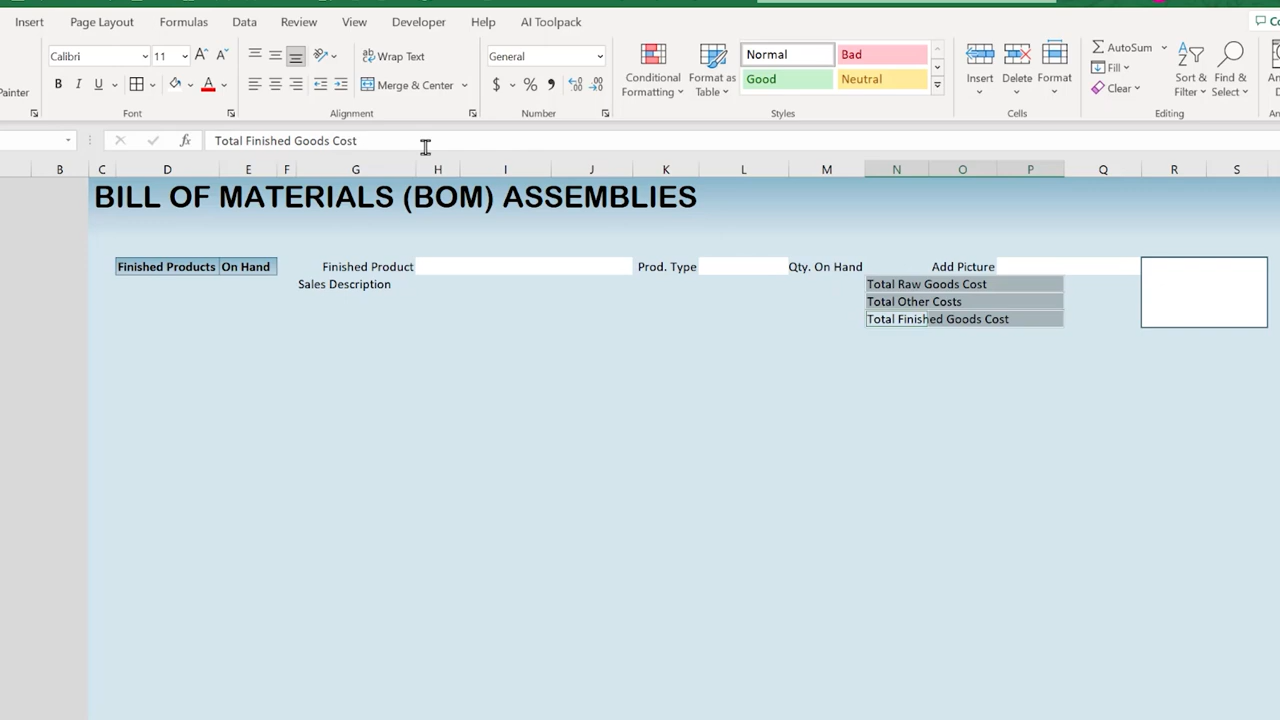 Insert Page Layout Formulas Data Review View Developer Help AI Toolpack
Calibri 11 Wrap Text General Conditional Formatting Format as Table Normal Bad Insert Delete Format AutoSum Sort & Filter Find & Select
Painter B I U Merge & Center $ % Good Neutral Fill Clear
Font Alignment Number Styles Cells Editing
fx Total Finished Goods Cost
B C D E F G H I J K L M N O P Q R S
BILL OF MATERIALS (BOM) ASSEMBLIES
Finished Products On Hand Finished Product Prod. Type Qty. On Hand Add Picture
Sales Description Total Raw Goods Cost
Total Other Costs
Total Finished Goods Cost